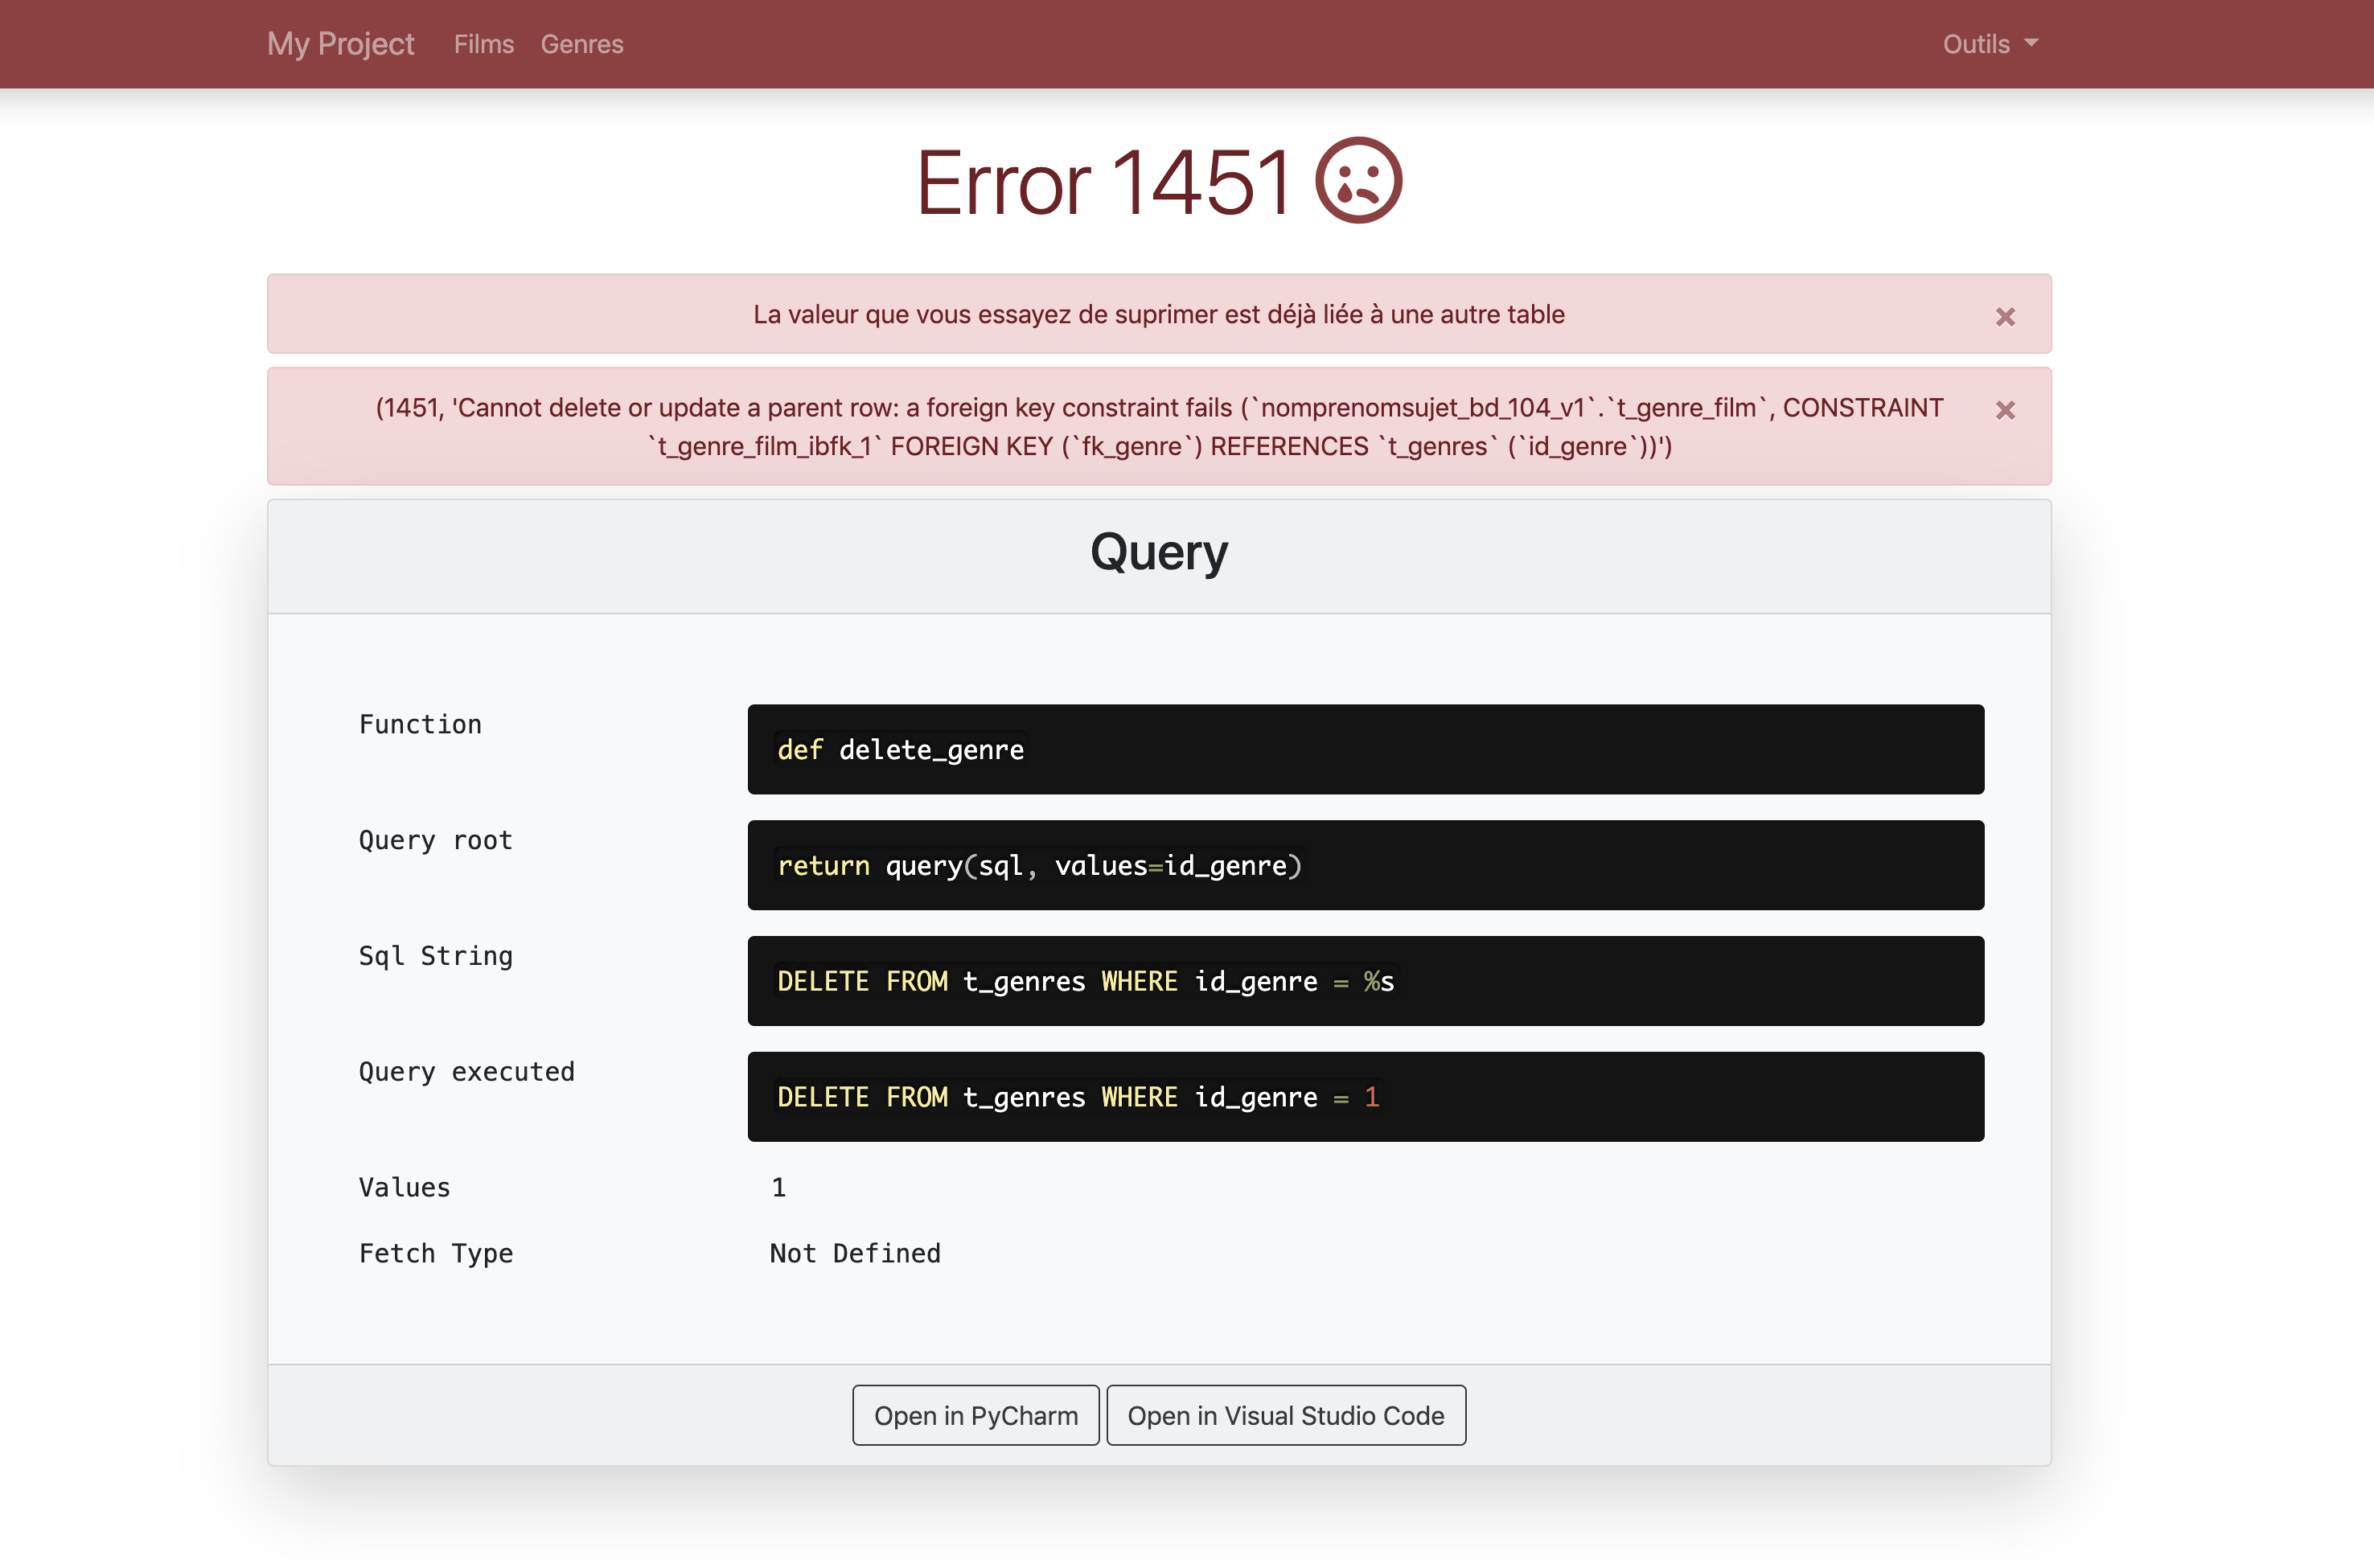 My Project Films Genres Outils
Error 1451
La valeur que vous essayez de suprimer est déjà liée à une autre table ×
(1451, 'Cannot delete or update a parent row: a foreign key constraint fails (`nomprenomsujet_bd_104_v1`.`t_genre_film`, CONSTRAINT ×
`t_genre_film_ibfk_1` FOREIGN KEY (`fk_genre`) REFERENCES `t_genres` (`id_genre`))')
Query
Function
def delete_genre
Query root
return query(sql, values=id_genre)
Sql String
DELETE FROM t_genres WHERE id_genre = %s
Query executed
DELETE FROM t_genres WHERE id_genre = 1
Values 1
Fetch Type Not Defined
Open in PyCharm Open in Visual Studio Code